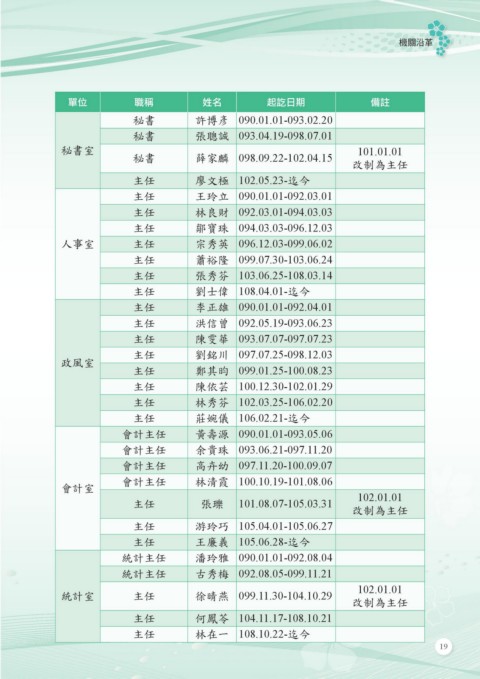 機關沿革
單位 職稱 姓名 起訖日期 備註
秘書室
秘書 許博彥 090.01.01-093.02.20
秘書 張聰誠 093.04.19-098.07.01
秘書 薛家麟 098.09.22-102.04.15 101.01.01
改制為主任
主任 廖文極 102.05.23-迄今
人事室
主任 王玲立 090.01.01-092.03.01
主任 林良財 092.03.01-094.03.03
主任 鄒寶珠 094.03.03-096.12.03
主任 宗秀英 096.12.03-099.06.02
主任 蕭裕隆 099.07.30-103.06.24
主任 張秀芬 103.06.25-108.03.14
主任 劉士偉 108.04.01-迄今
政風室
主任 李正雄 090.01.01-092.04.01
主任 洪信曾 092.05.19-093.06.23
主任 陳雯華 093.07.07-097.07.23
主任 劉銘川 097.07.25-098.12.03
主任 鄭其昀 099.01.25-100.08.23
主任 陳依芸 100.12.30-102.01.29
主任 林秀芬 102.03.25-106.02.20
主任 莊婉儀 106.02.21-迄今
會計室
會計主任 黃壽源 090.01.01-093.05.06
會計主任 余貴珠 093.06.21-097.11.20
會計主任 高卉幼 097.11.20-100.09.07
會計主任 林清霞 100.10.19-101.08.06
主任 張瓅 101.08.07-105.03.31 102.01.01
改制為主任
主任 游玲巧 105.04.01-105.06.27
主任 王廉義 105.06.28-迄今
統計室
統計主任 潘玲雅 090.01.01-092.08.04
統計主任 古秀梅 092.08.05-099.11.21
主任 徐晴燕 099.11.30-104.10.29 102.01.01
改制為主任
主任 何鳳苓 104.11.17-108.10.21
主任 林在一 108.10.22-迄今
19